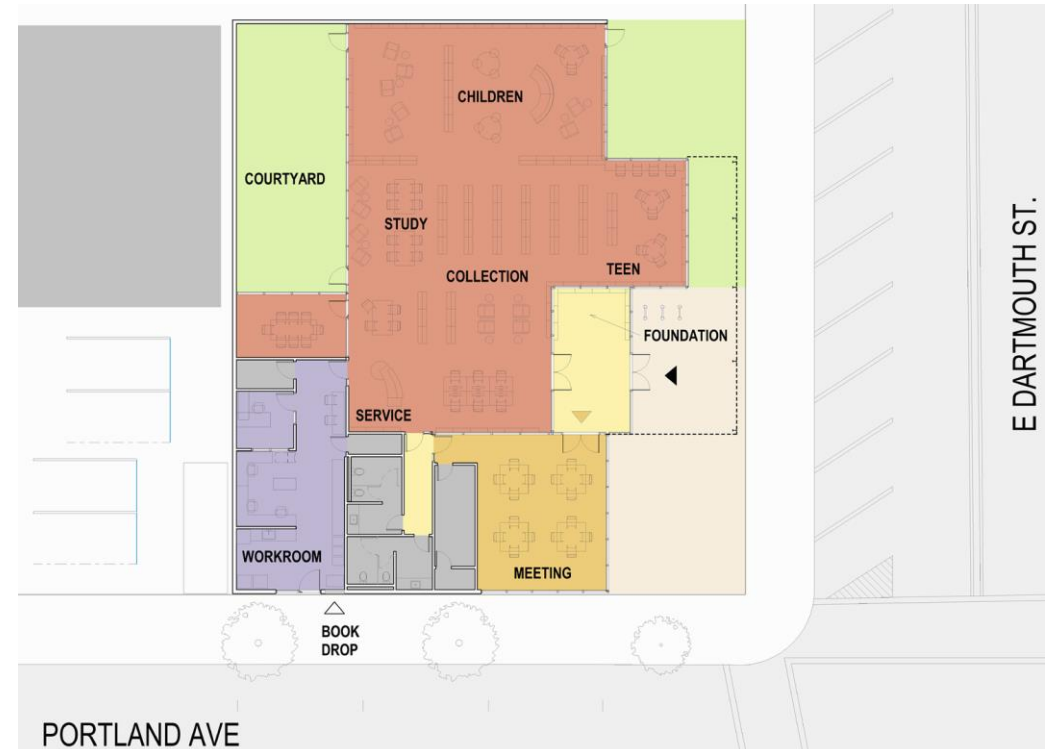 CHILDREN
COURTYARD
STUDY
COLLECTION
TEEN
FOUNDATION
SERVICE
WORKROOM
MEETING
BOOK
DROP
PORTLAND AVE
E DARTMOUTH ST.